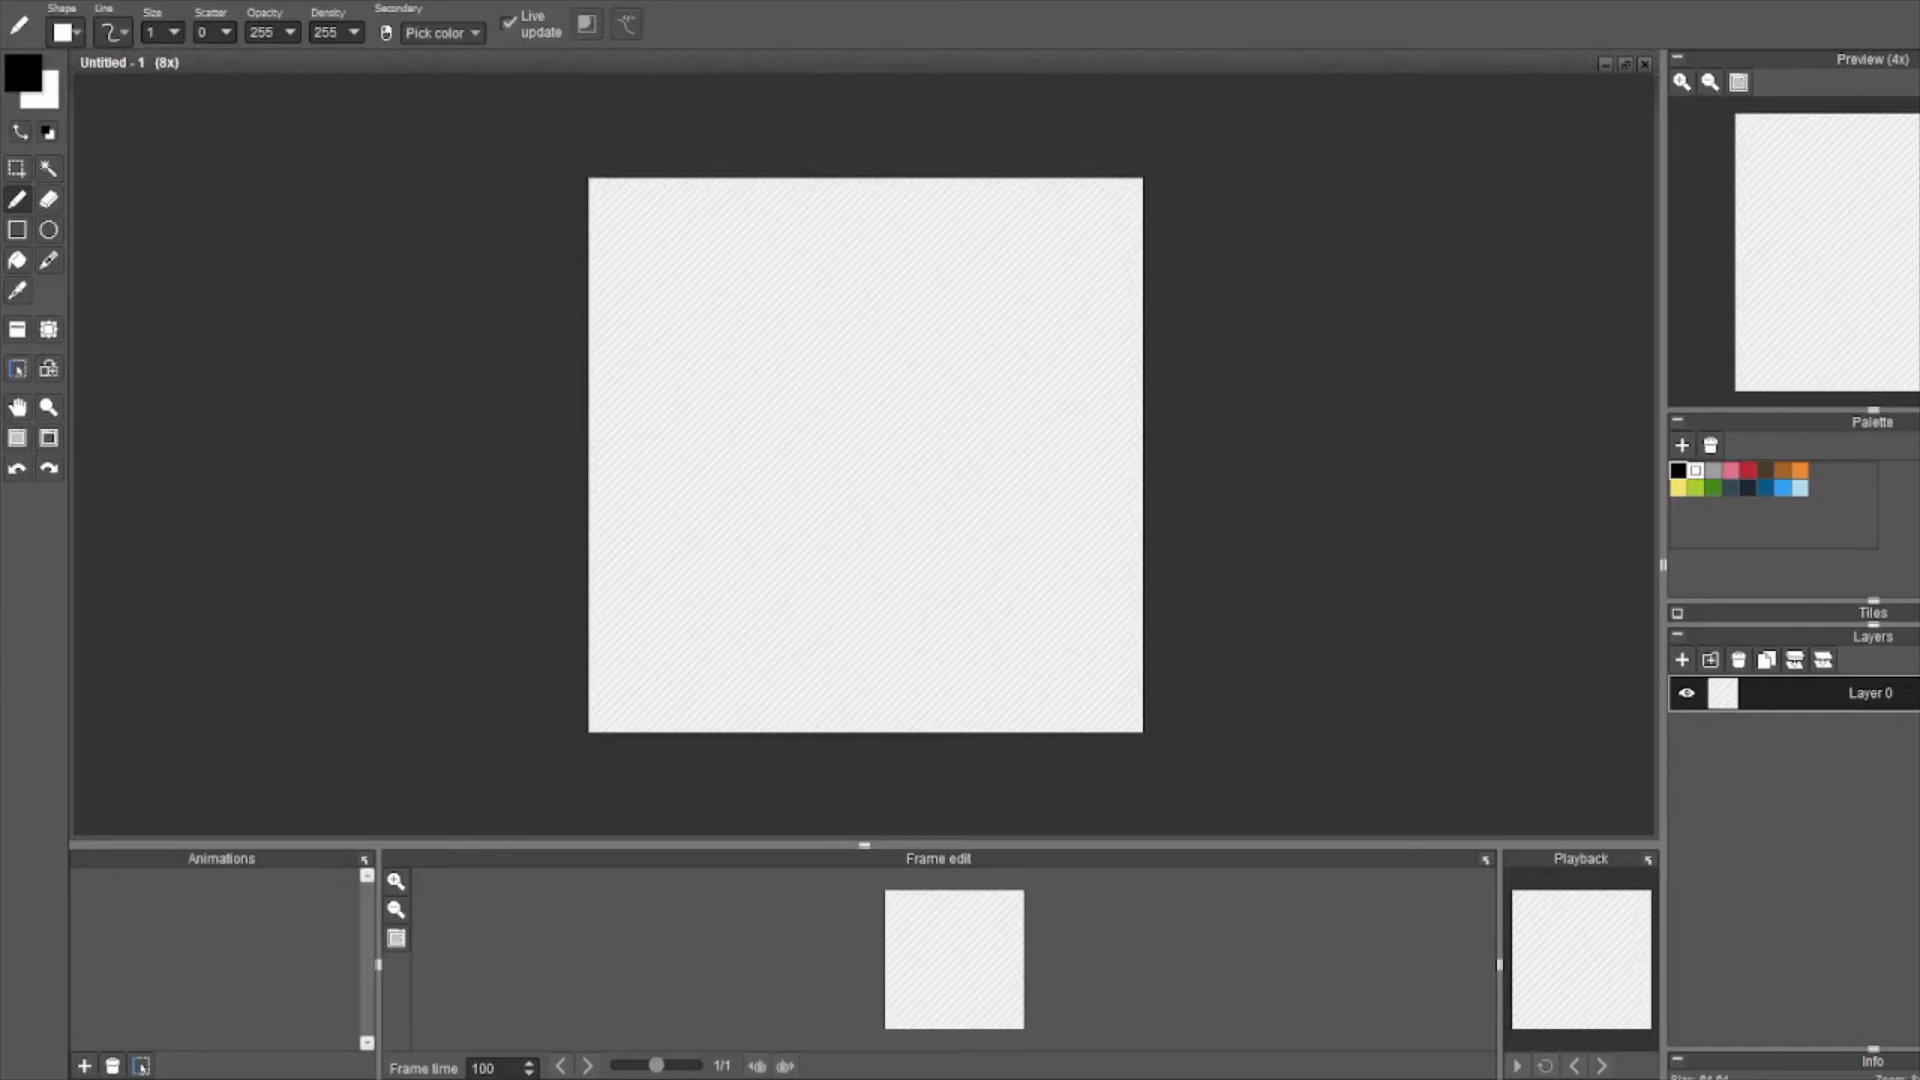 Shape Line Size Scatter Opacity Density Secondary
1 0 255 255 Pick color Live update
Untitled - 1 (8x)
Preview (4x)
Palette
Tiles
Layers
Layer 0
Animations
Frame edit
Playback
Frame time 100 1/1
Info